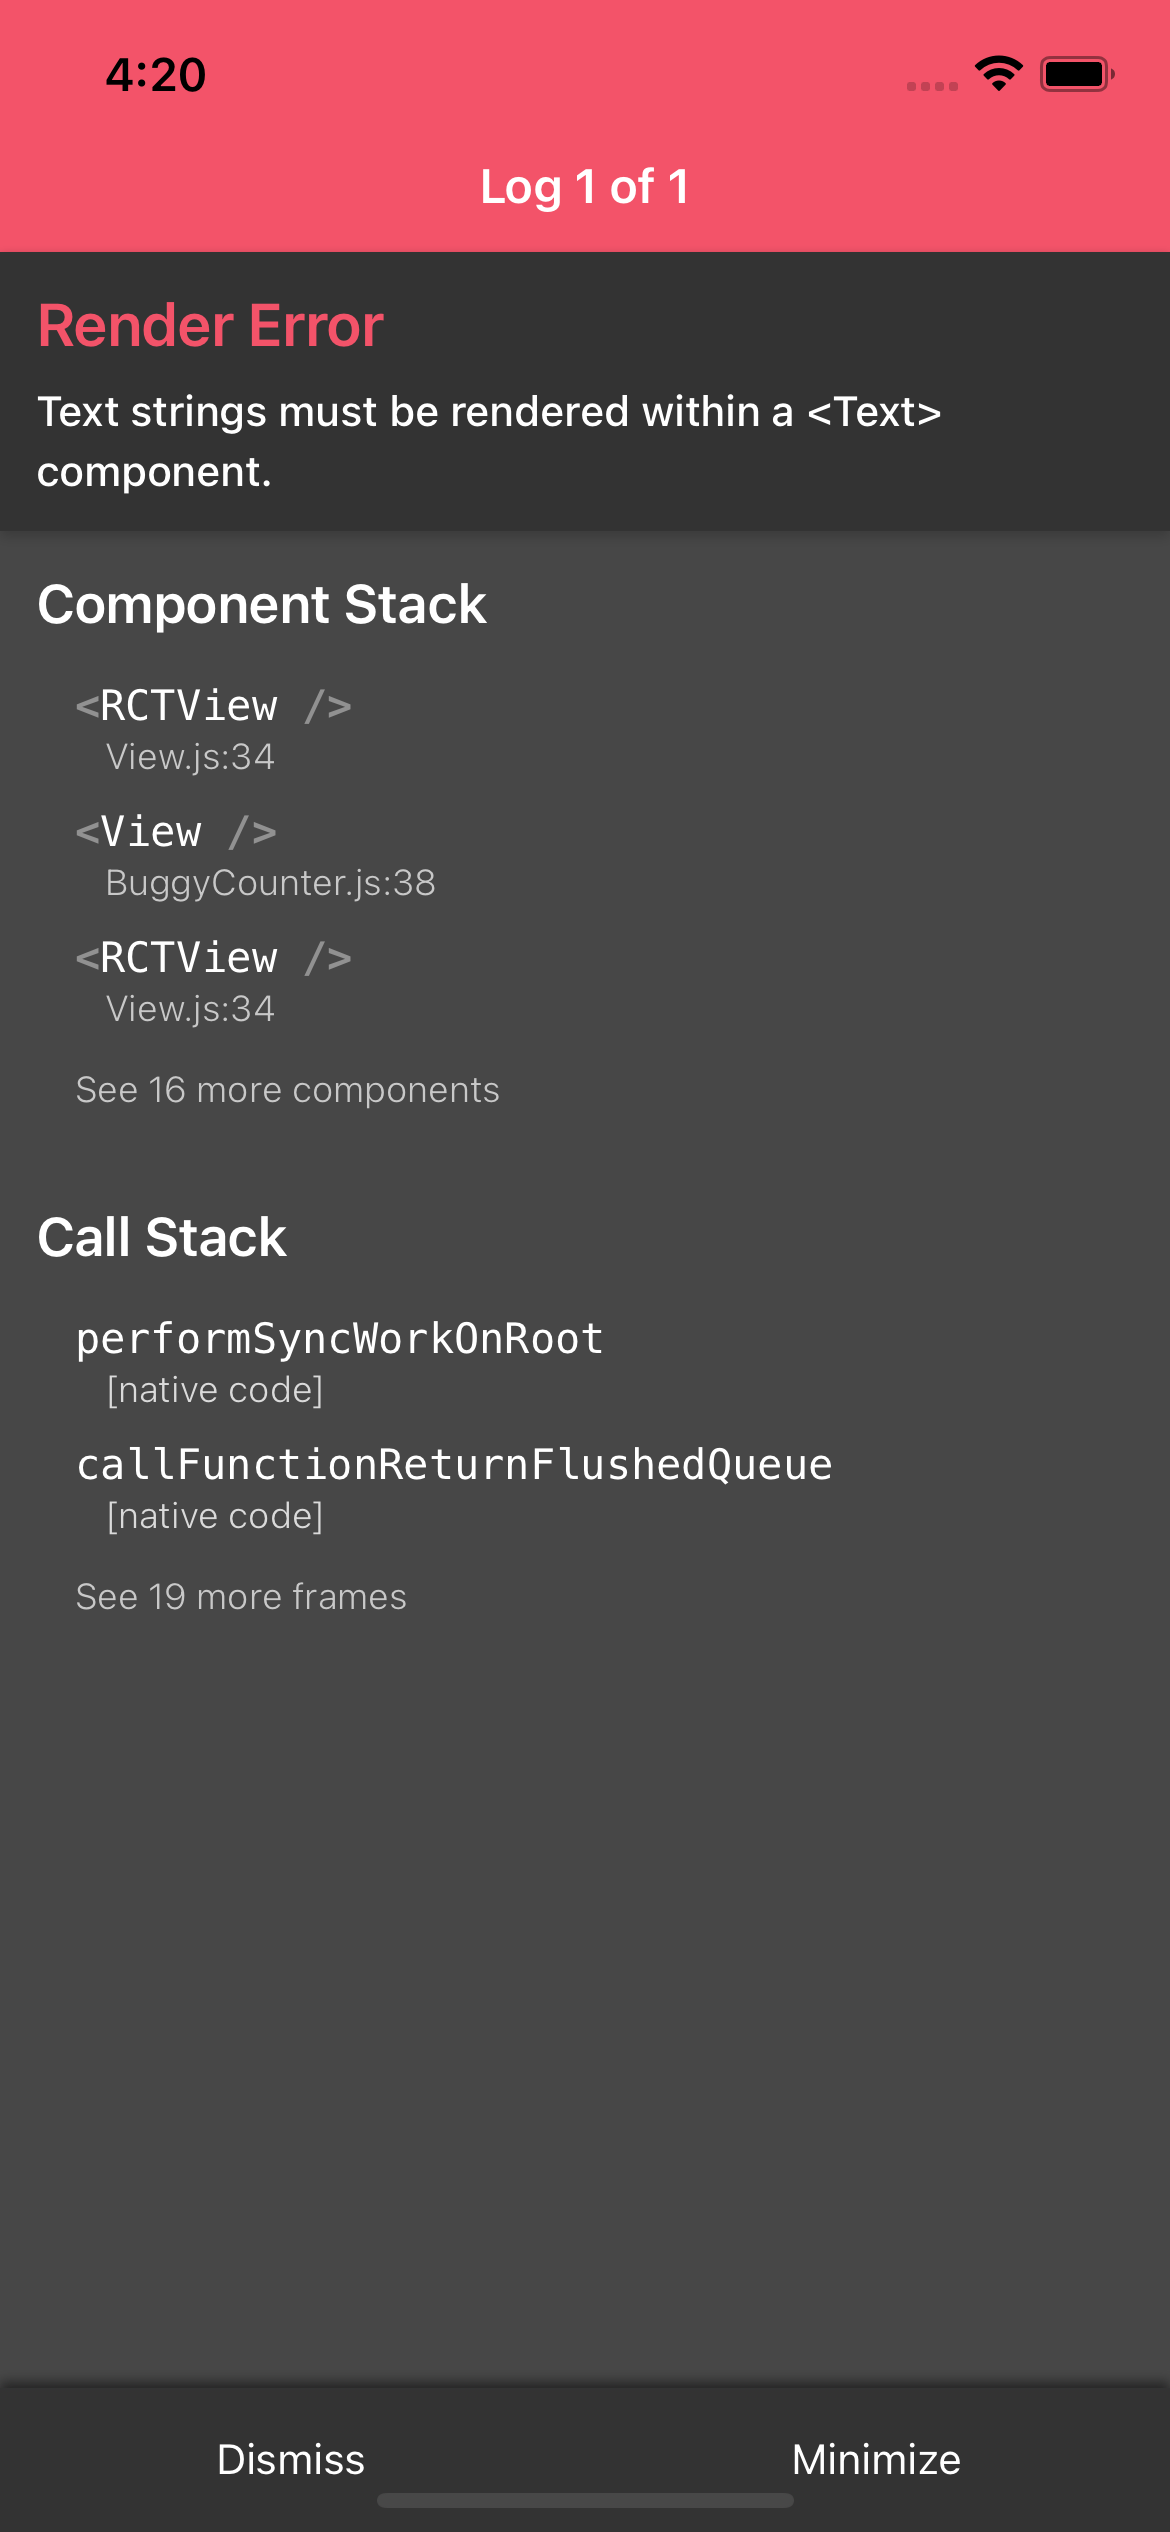 4:20
Log 1 of 1
Render Error
Text strings must be rendered within a <Text>
component.
Component Stack
<RCTView />
View.js:34
<View />
BuggyCounter.js:38
<RCTView />
View.js:34
See 16 more components
Call Stack
performSyncWorkOnRoot
[native code]
callFunctionReturnFlushedQueue
[native code]
See 19 more frames
Dismiss
Minimize